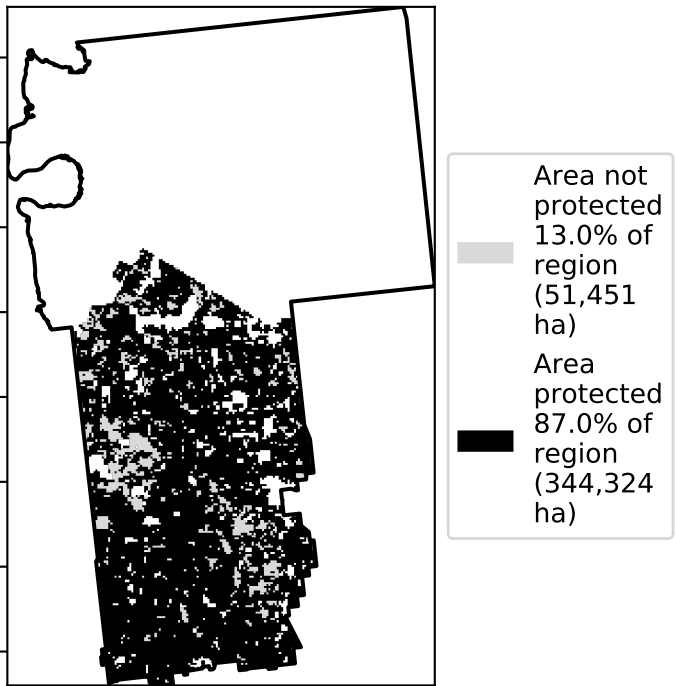 Area not
protected
13.0% of
region
(51,451
ha)
Area
protected
87.0% of
region
(344,324
ha)